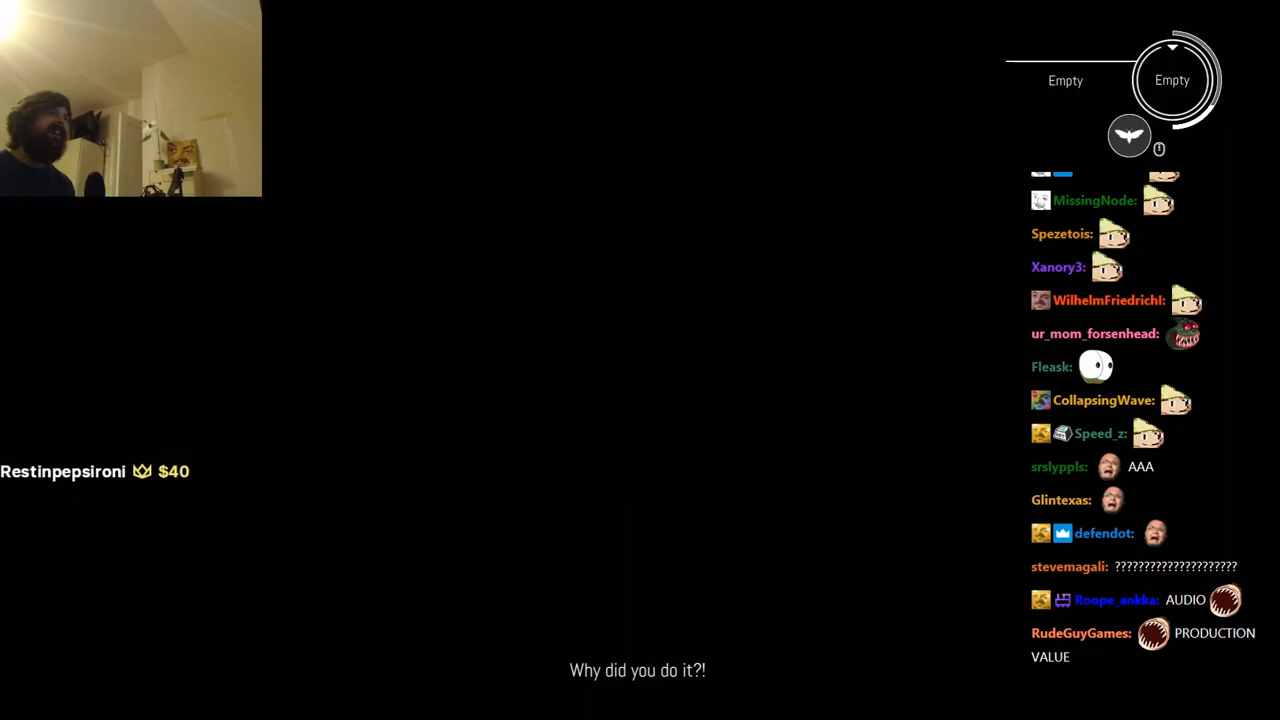 Empty
Empty
MissingNode:
Spezetois:
Xanory3:
WilhelmFriedrichI:
ur_mom_forsenhead:
Fleask:
CollapsingWave:
Speed_z:
srslyppls: AAA
Glintexas:
defendot:
stevemagali: ?????????????????????
Roope_ankka: AUDIO
RudeGuyGames: PRODUCTION
VALUE
Restinpepsironi $40
Why did you do it?!